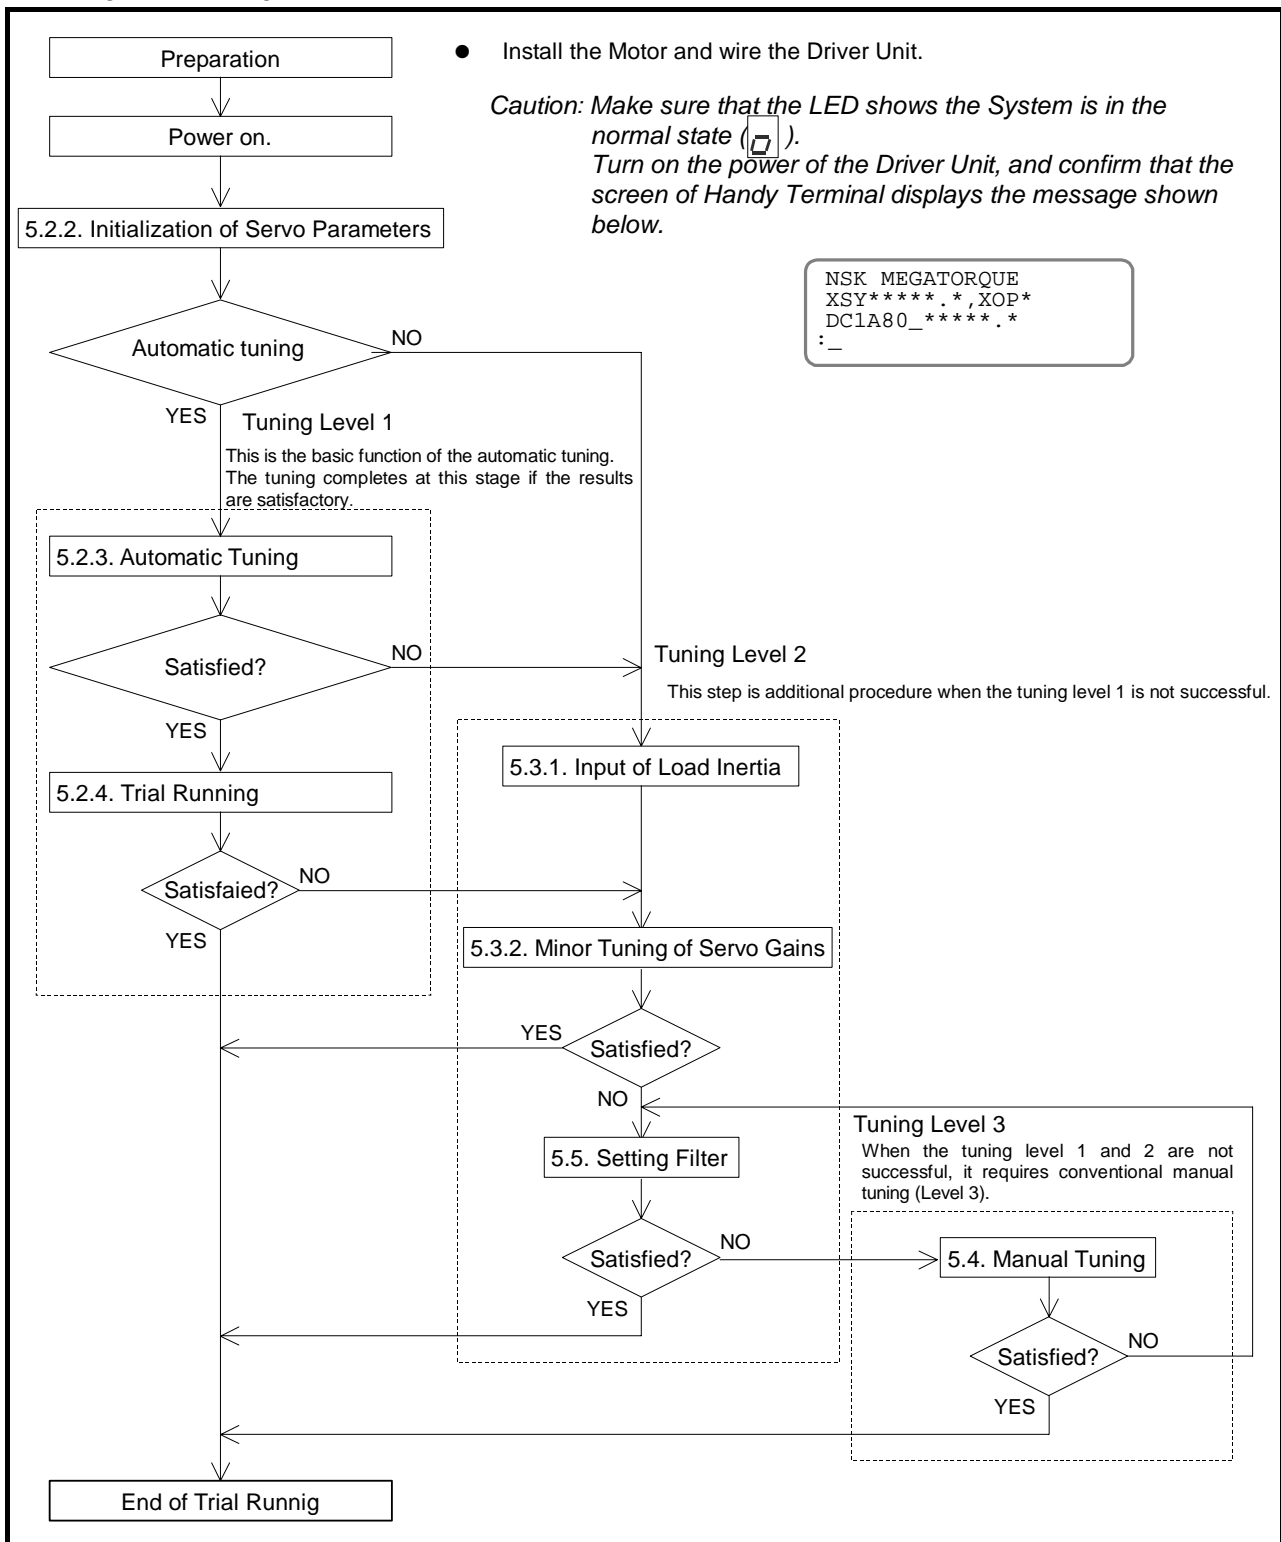 Preparation
● Install the Motor and wire the Driver Unit.
Caution: Make sure that the LED shows the System is in the
normal state ( ).
Turn on the power of the Driver Unit, and confirm that the
screen of Handy Terminal displays the message shown
below.
Power on.
5.2.2. Initialization of Servo Parameters
NSK MEGATORQUE
XSY*****.*,XOP*
DC1A80_*****.*
:_
Automatic tuning
NO
YES
Tuning Level 1
This is the basic function of the automatic tuning.
The tuning completes at this stage if the results
are satisfactory.
5.2.3. Automatic Tuning
Satisfied?
NO
YES
Tuning Level 2
This step is additional procedure when the tuning level 1 is not successful.
5.2.4. Trial Running
5.3.1. Input of Load Inertia
Satisfaied?
NO
YES
5.3.2. Minor Tuning of Servo Gains
YES
Satisfied?
NO
5.5. Setting Filter
Tuning Level 3
When the tuning level 1 and 2 are not
successful, it requires conventional manual
tuning (Level 3).
Satisfied?
NO
YES
5.4. Manual Tuning
Satisfied?
NO
YES
End of Trial Runnig